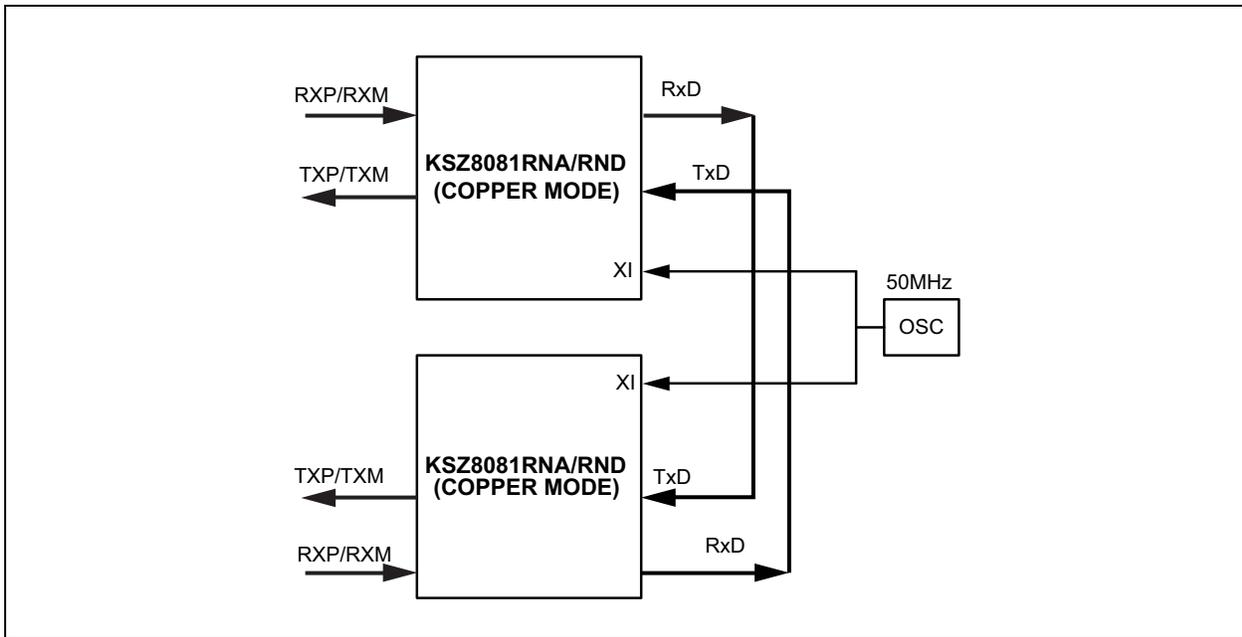 RXP/RXM
RxD
KSZ8081RNA/RND
(COPPER MODE)
TXP/TXM
TxD
XI
50MHz
OSC
XI
KSZ8081RNA/RND
(COPPER MODE)
TXP/TXM
TxD
RXP/RXM
RxD